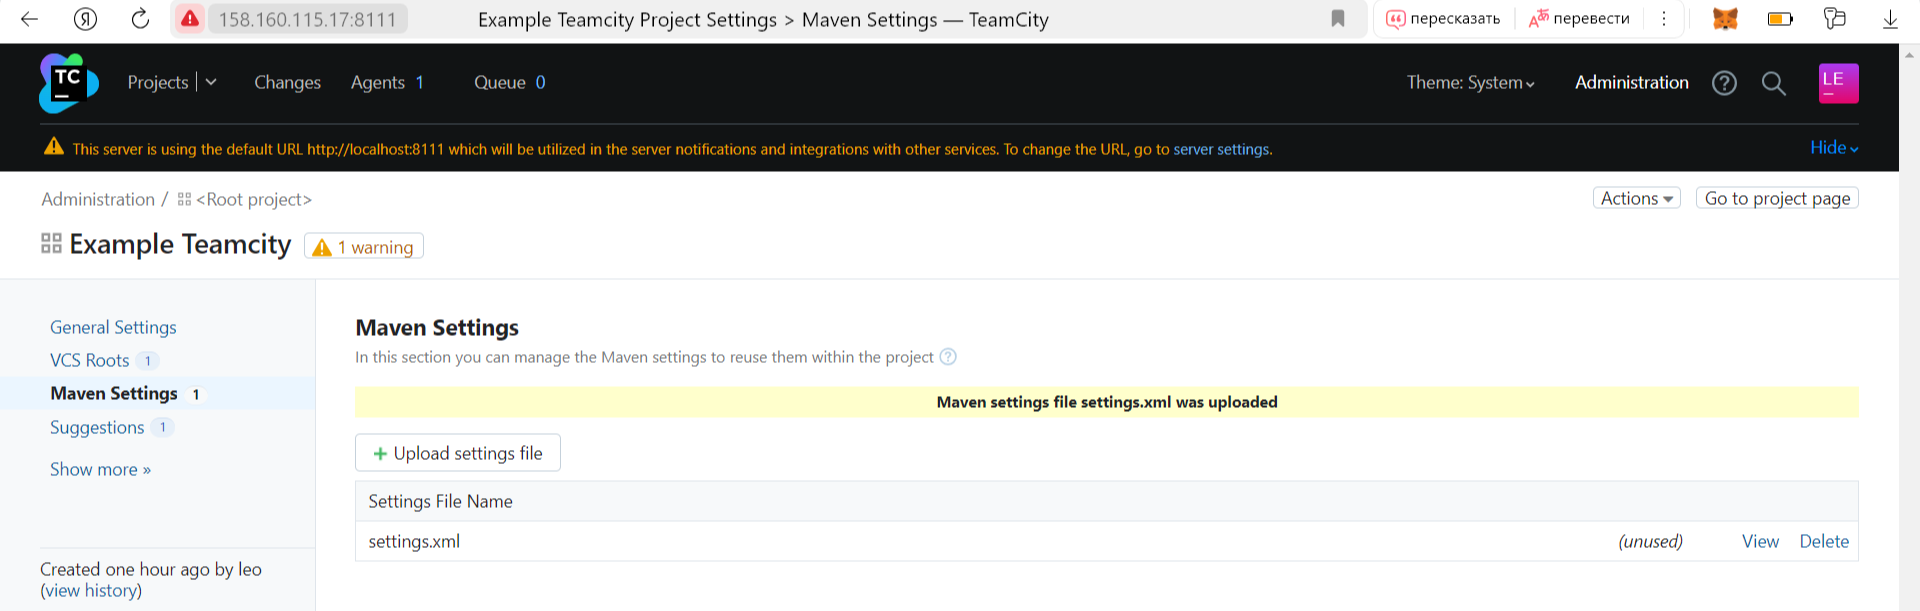 158.160.115.17:8111 Example Teamcity Project Settings > Maven Settings — TeamCity пересказать перевести
TC Projects Changes Agents 1 Queue 0 Theme: System Administration LE
This server is using the default URL http://localhost:8111 which will be utilized in the server notifications and integrations with other services. To change the URL, go to server settings. Hide
Administration / <Root project> Actions Go to project page
Example Teamcity 1 warning
General Settings
VCS Roots 1
Maven Settings 1
Suggestions 1
Show more »
Created one hour ago by leo
(view history)
Maven Settings
In this section you can manage the Maven settings to reuse them within the project ?
Maven settings file settings.xml was uploaded
+ Upload settings file
Settings File Name
settings.xml (unused) View Delete